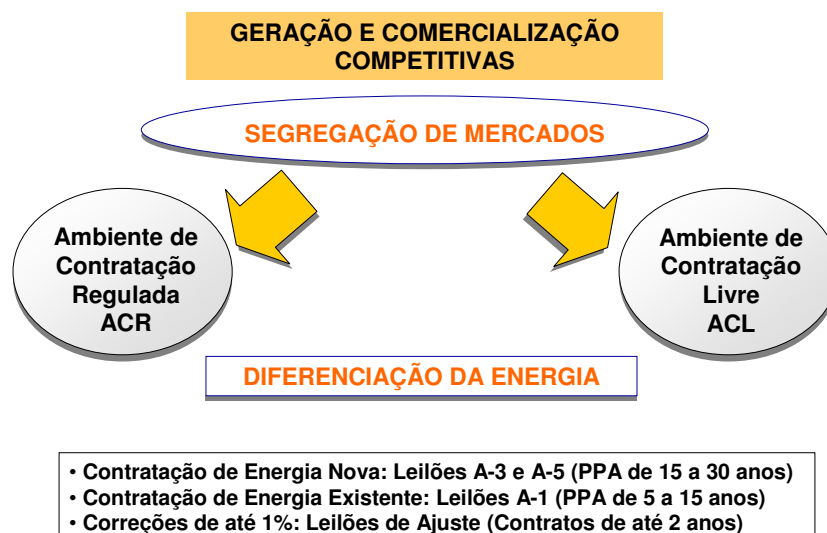 GERAÇÃO E COMERCIALIZAÇÃO
COMPETITIVAS
SEGREGAÇÃO DE MERCADOS
Ambiente de
Contratação
Regulada
ACR
Ambiente de
Contratação
Livre
ACL
DIFERENCIAÇÃO DA ENERGIA
• Contratação de Energia Nova: Leilões A-3 e A-5 (PPA de 15 a 30 anos)
• Contratação de Energia Existente: Leilões A-1 (PPA de 5 a 15 anos)
• Correções de até 1%: Leilões de Ajuste (Contratos de até 2 anos)